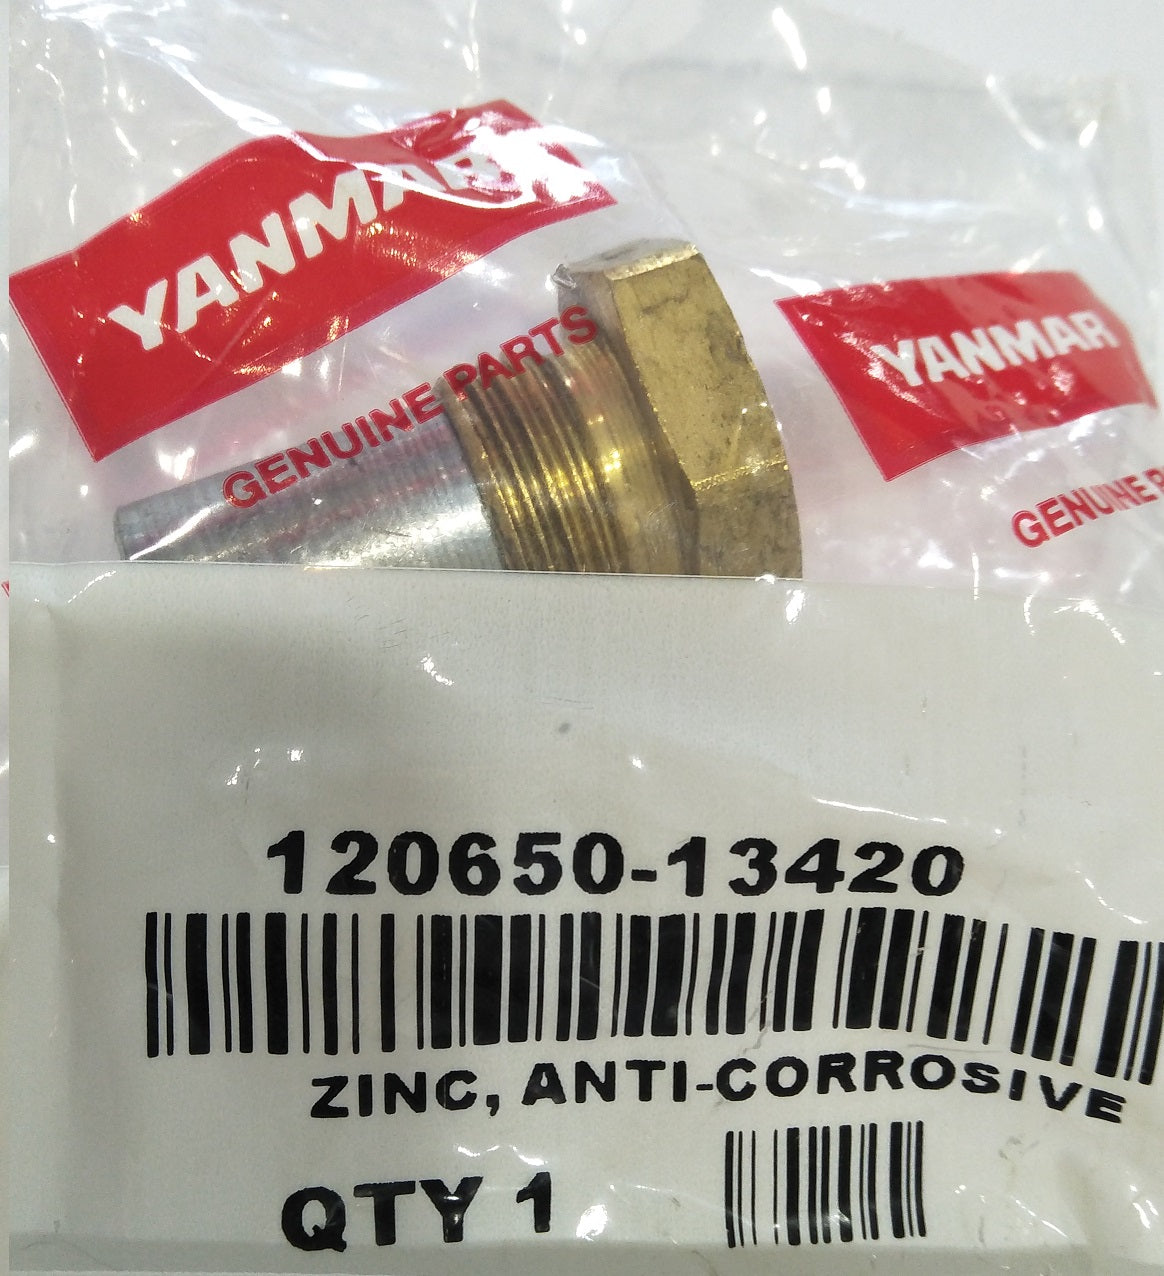 YANMAR
GENUINE PARTS
YANMAR
GENUINE
120650-13420
ZINC, ANTI-CORROSIVE
QTY 1